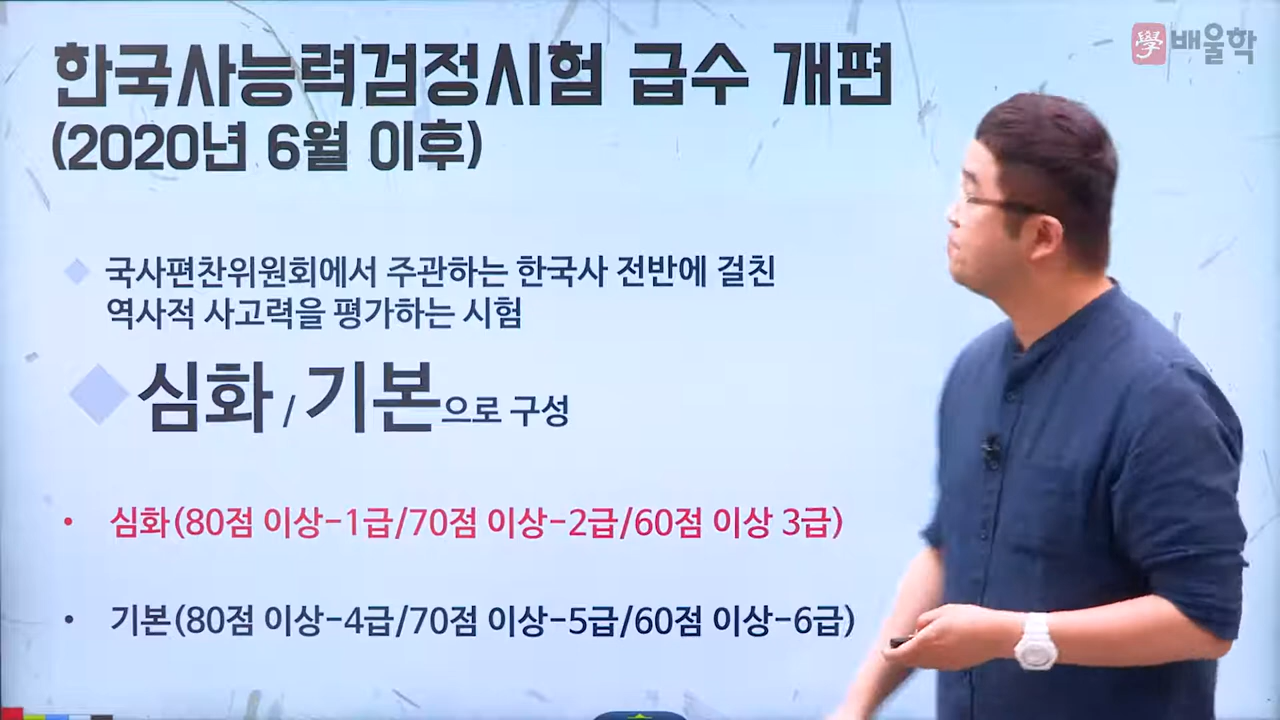 한국사능력검정시험 급수 개편
(2020년 6월 이후)
學 배울학
국사편찬위원회에서 주관하는 한국사 전반에 걸친
역사적 사고력을 평가하는 시험
심화 / 기본으로 구성
• 심화(80점 이상-1급/70점 이상-2급/60점 이상 3급)
• 기본(80점 이상-4급/70점 이상-5급/60점 이상-6급)